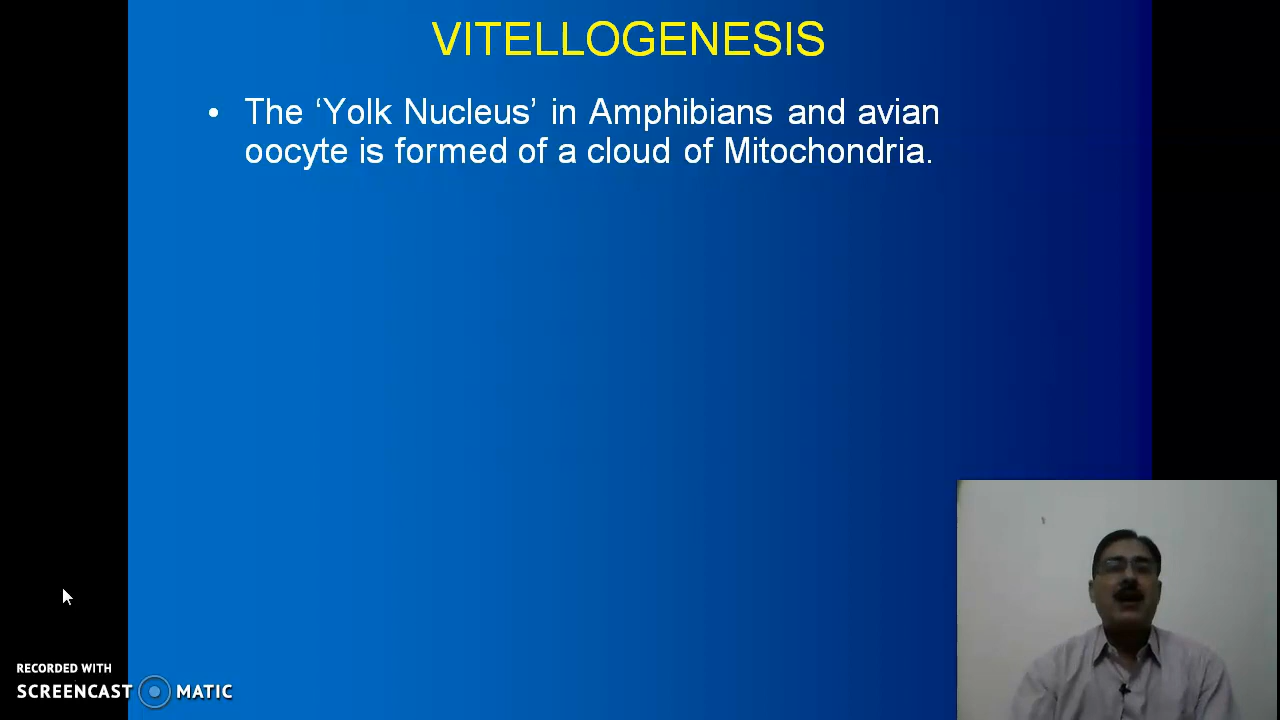 VITELLOGENESIS
• The ‘Yolk Nucleus’ in Amphibians and avian
oocyte is formed of a cloud of Mitochondria.
RECORDED WITH
SCREENCAST MATIC